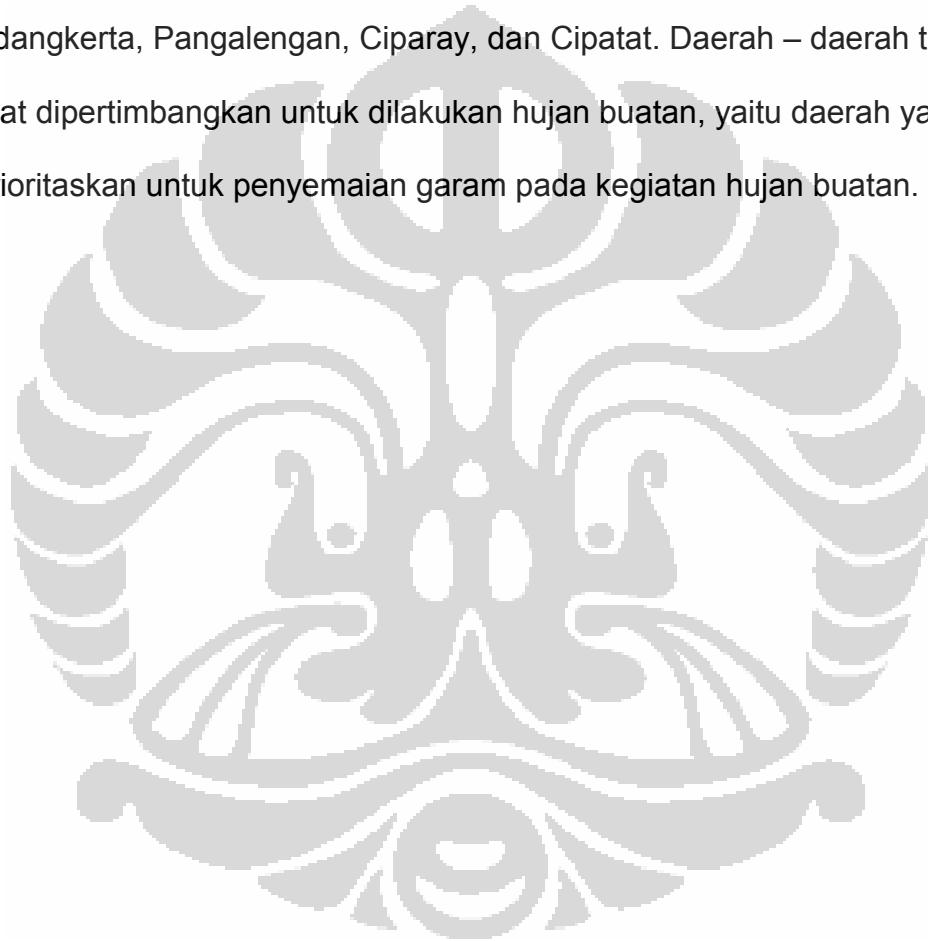 dangkerta, Pangalengan, Ciparay, dan Cipatat. Daerah – daerah t
at dipertimbangkan untuk dilakukan hujan buatan, yaitu daerah ya
ioritaskan untuk penyemaian garam pada kegiatan hujan buatan.